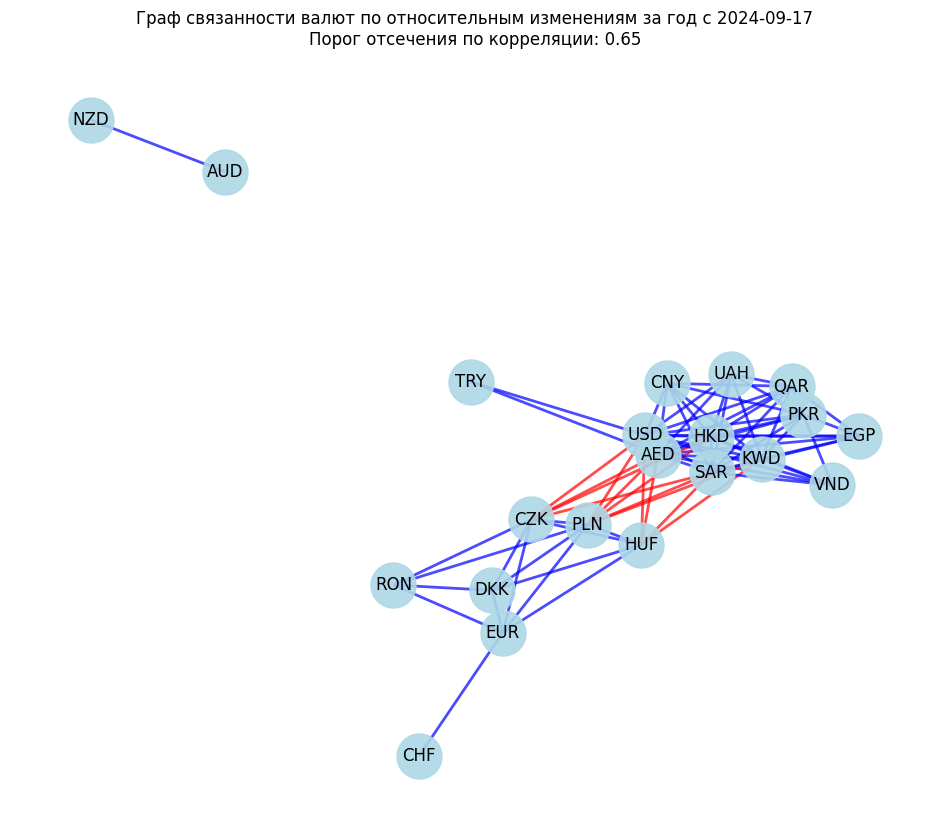 Граф связанности валют по относительным изменениям за год с 2024-09-17
Порог отсечения по корреляции: 0.65
NZD
AUD
TRY
CNY
UAH
QAR
PKR
USD
HKD
EGP
AED
KWD
SAR
VND
CZK
PLN
HUF
RON
DKK
EUR
CHF